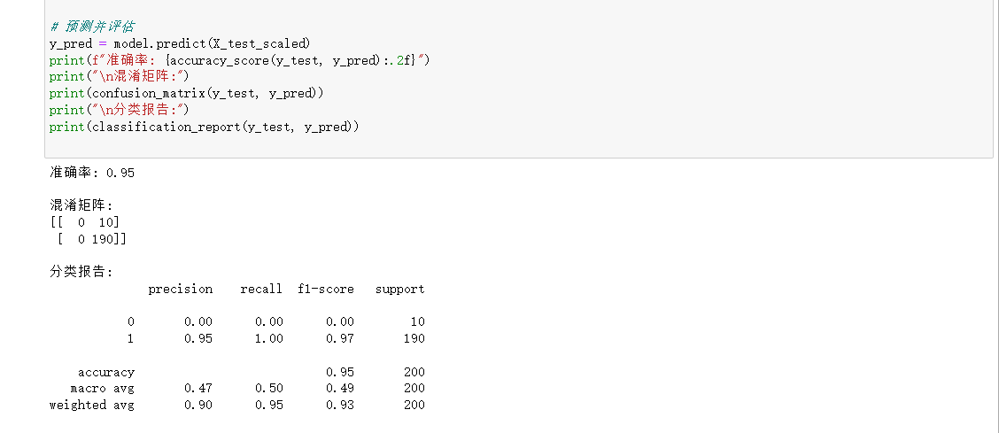 # 预测并评估
y_pred = model.predict(X_test_scaled)
print(f"准确率: {accuracy_score(y_test, y_pred):.2f}")
print("\n混淆矩阵:")
print(confusion_matrix(y_test, y_pred))
print("\n分类报告:")
print(classification_report(y_test, y_pred))
准确率: 0.95
混淆矩阵:
[[  0  10]
 [  0 190]]
分类报告:
              precision    recall  f1-score   support
           0       0.00      0.00      0.00        10
           1       0.95      1.00      0.97       190
    accuracy                           0.95       200
   macro avg       0.47      0.50      0.49       200
weighted avg       0.90      0.95      0.93       200